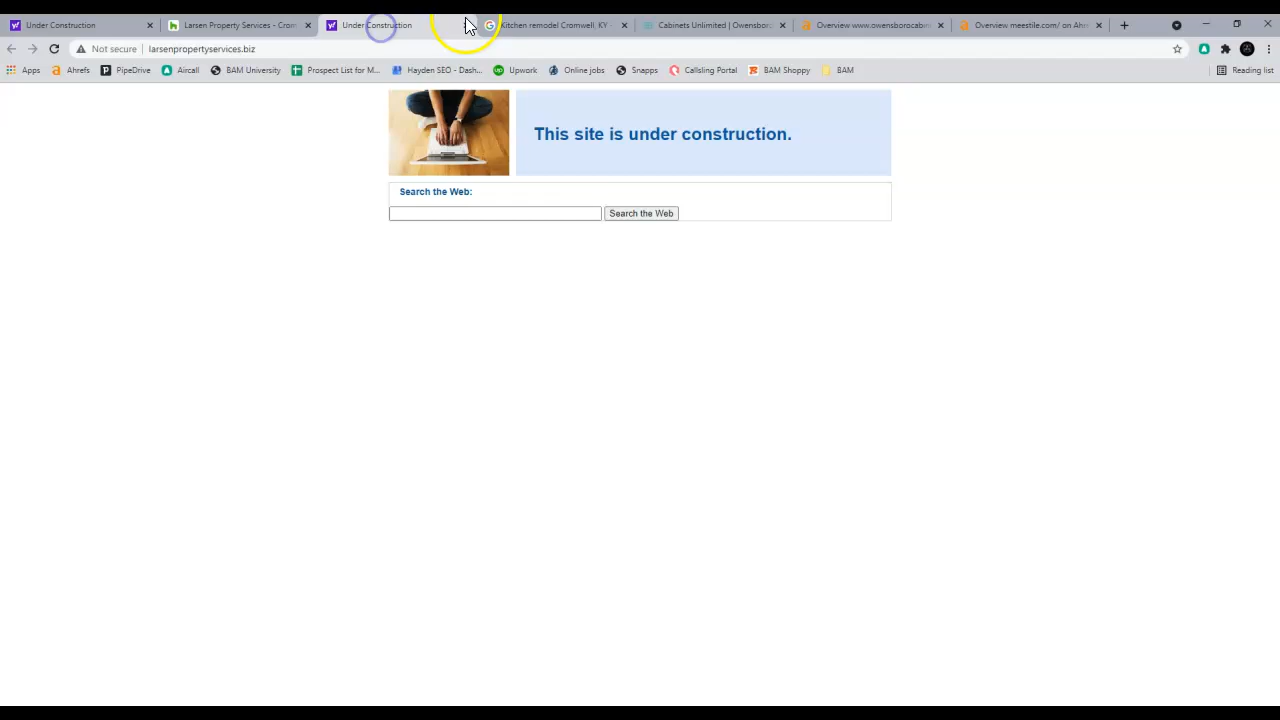 Under Construction
Larsen Property Services - Crom
Under Construction
Kitchen remodel Cromwell, KY -
Cabinets Unlimited | Owensboro
Overview www.owensborocabine
Overview meestile.com/ on Ahr
Not secure | larsenpropertyservices.biz
Apps
Ahrefs
PipeDrive
Aircall
BAM University
Prospect List for M...
Hayden SEO - Dash...
Upwork
Online jobs
Snapps
CallSling Portal
BAM Shoppy
BAM
Reading list
This site is under construction.
Search the Web:
Search the Web